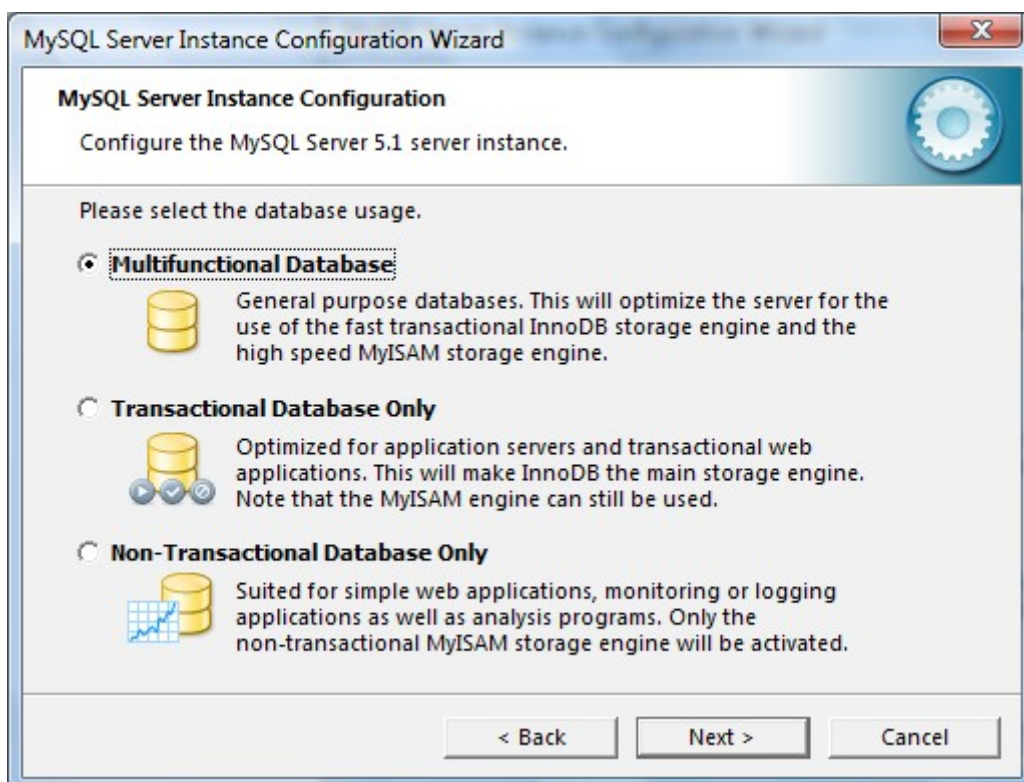 MySQL Server Instance Configuration Wizard
MySQL Server Instance Configuration
Configure the MySQL Server 5.1 server instance.
Please select the database usage.
Multifunctional Database
General purpose databases. This will optimize the server for the
use of the fast transactional InnoDB storage engine and the
high speed MyISAM storage engine.
Transactional Database Only
Optimized for application servers and transactional web
applications. This will make InnoDB the main storage engine.
Note that the MyISAM engine can still be used.
Non-Transactional Database Only
Suited for simple web applications, monitoring or logging
applications as well as analysis programs. Only the
non-transactional MyISAM storage engine will be activated.
< Back Next > Cancel